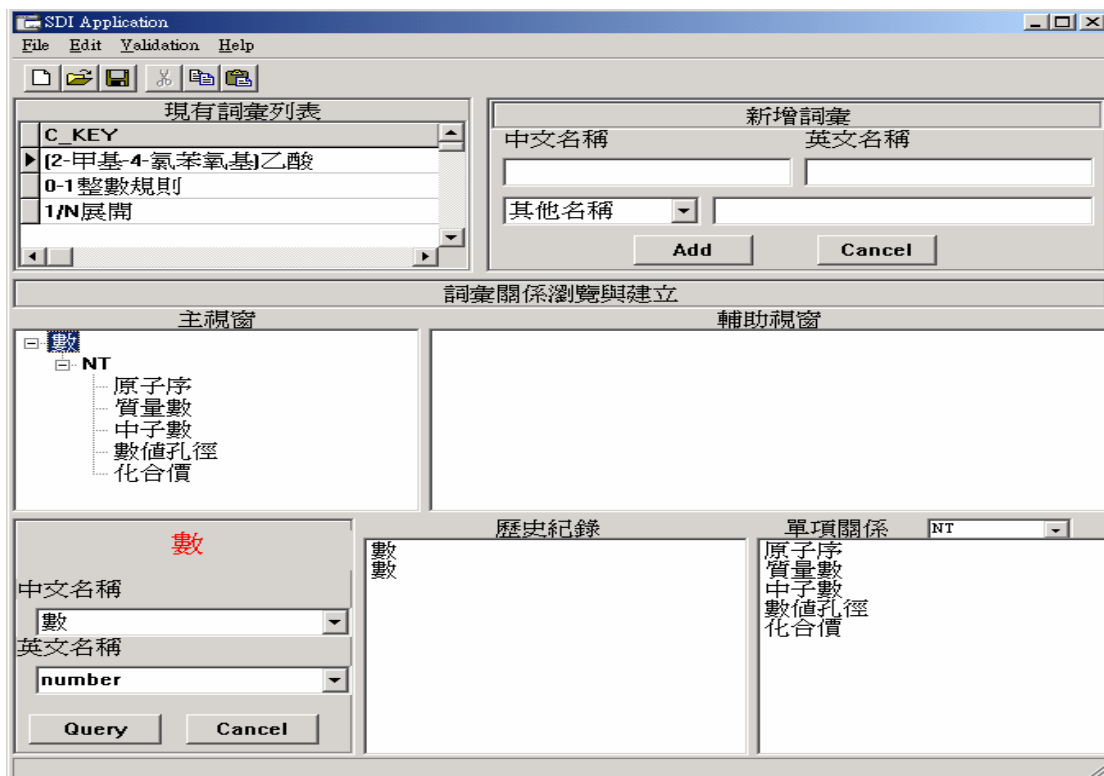 SDI Application
File Edit Validation Help
現有詞彙列表
C_KEY
(2-甲基-4-氯苯氧基)乙酸
0-1整數規則
1/N展開
新增詞彙
中文名稱 英文名稱
其他名稱
Add Cancel
詞彙關係瀏覽與建立
主視窗 輔助視窗
數
NT
原子序
質量數
中子數
數值孔徑
化合價
數
中文名稱
數
英文名稱
number
Query Cancel
歷史紀錄
數
數
單項關係 NT
原子序
質量數
中子數
數值孔徑
化合價